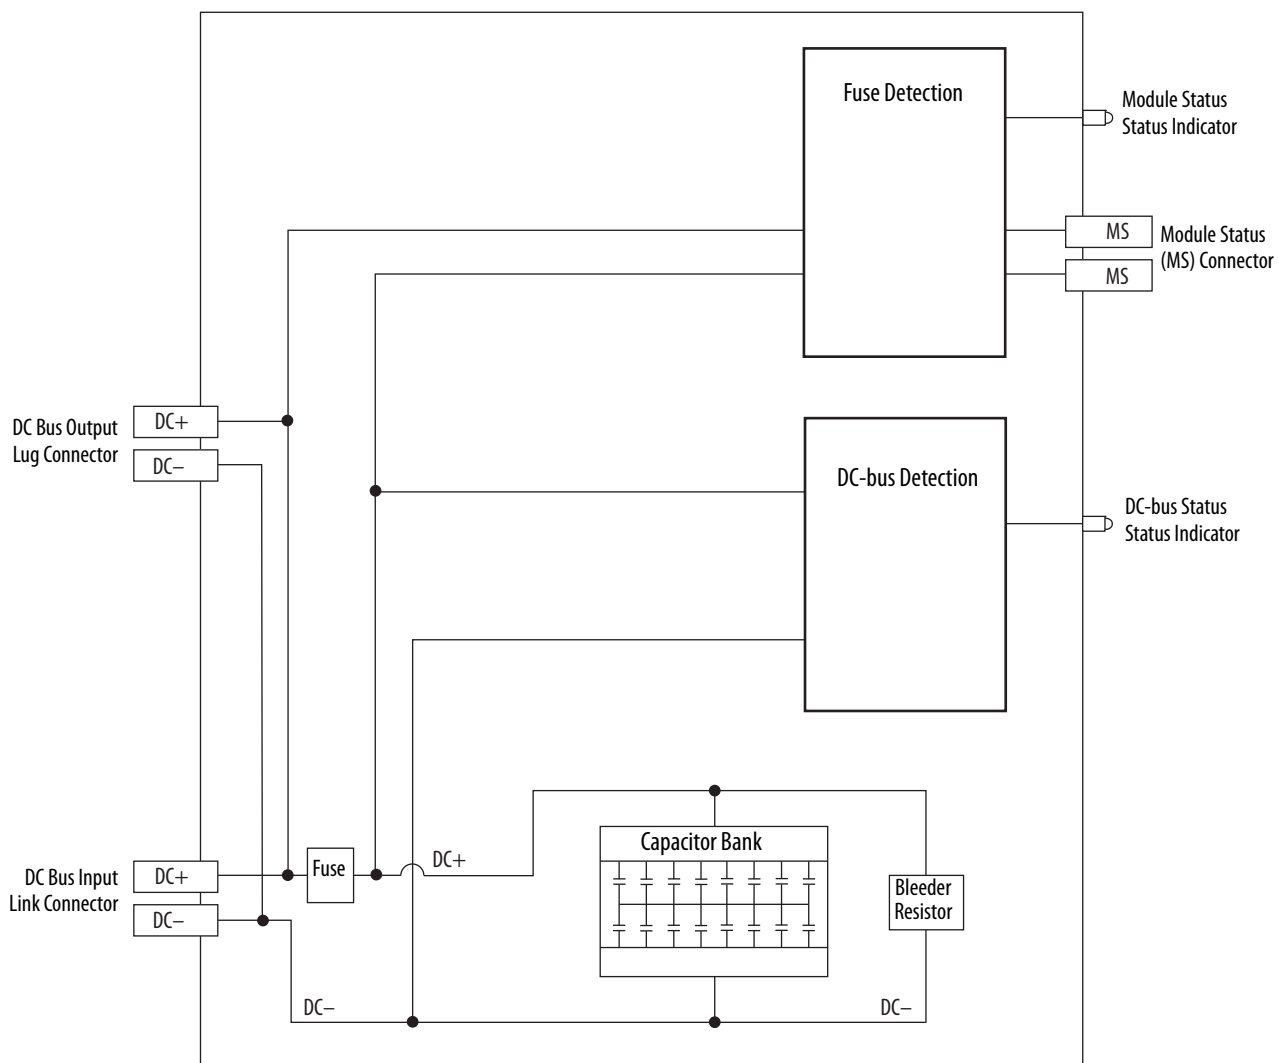 Fuse Detection
Module Status
Status Indicator
MS
MS
Module Status
(MS) Connector
DC Bus Output
Lug Connector
DC+
DC–
DC-bus Detection
DC-bus Status
Status Indicator
DC Bus Input
Link Connector
DC+
DC–
Fuse
DC+
Capacitor Bank
Bleeder
Resistor
DC–
DC–